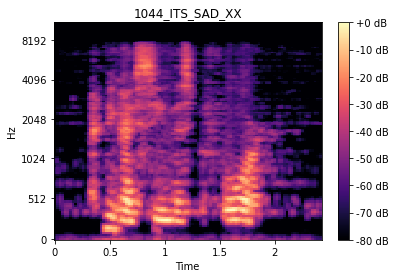 1044_ITS_SAD_XX
+0 dB
8192
-10 dB
4096
-20 dB
-30 dB
Hz
2048
-40 dB
1024
-50 dB
512
-60 dB
-70 dB
0
-80 dB
0 0.5 1 1.5 2
Time